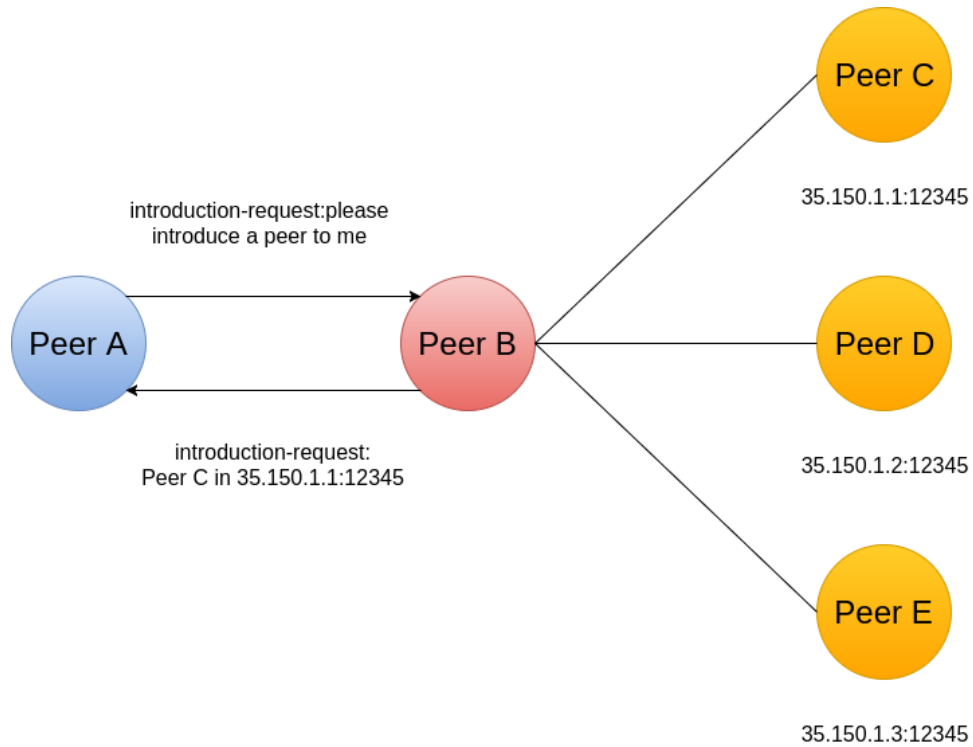 Peer C
35.150.1.1:12345
introduction-request:please
introduce a peer to me
Peer A
Peer B
Peer D
introduction-request:
Peer C in 35.150.1.1:12345
35.150.1.2:12345
Peer E
35.150.1.3:12345